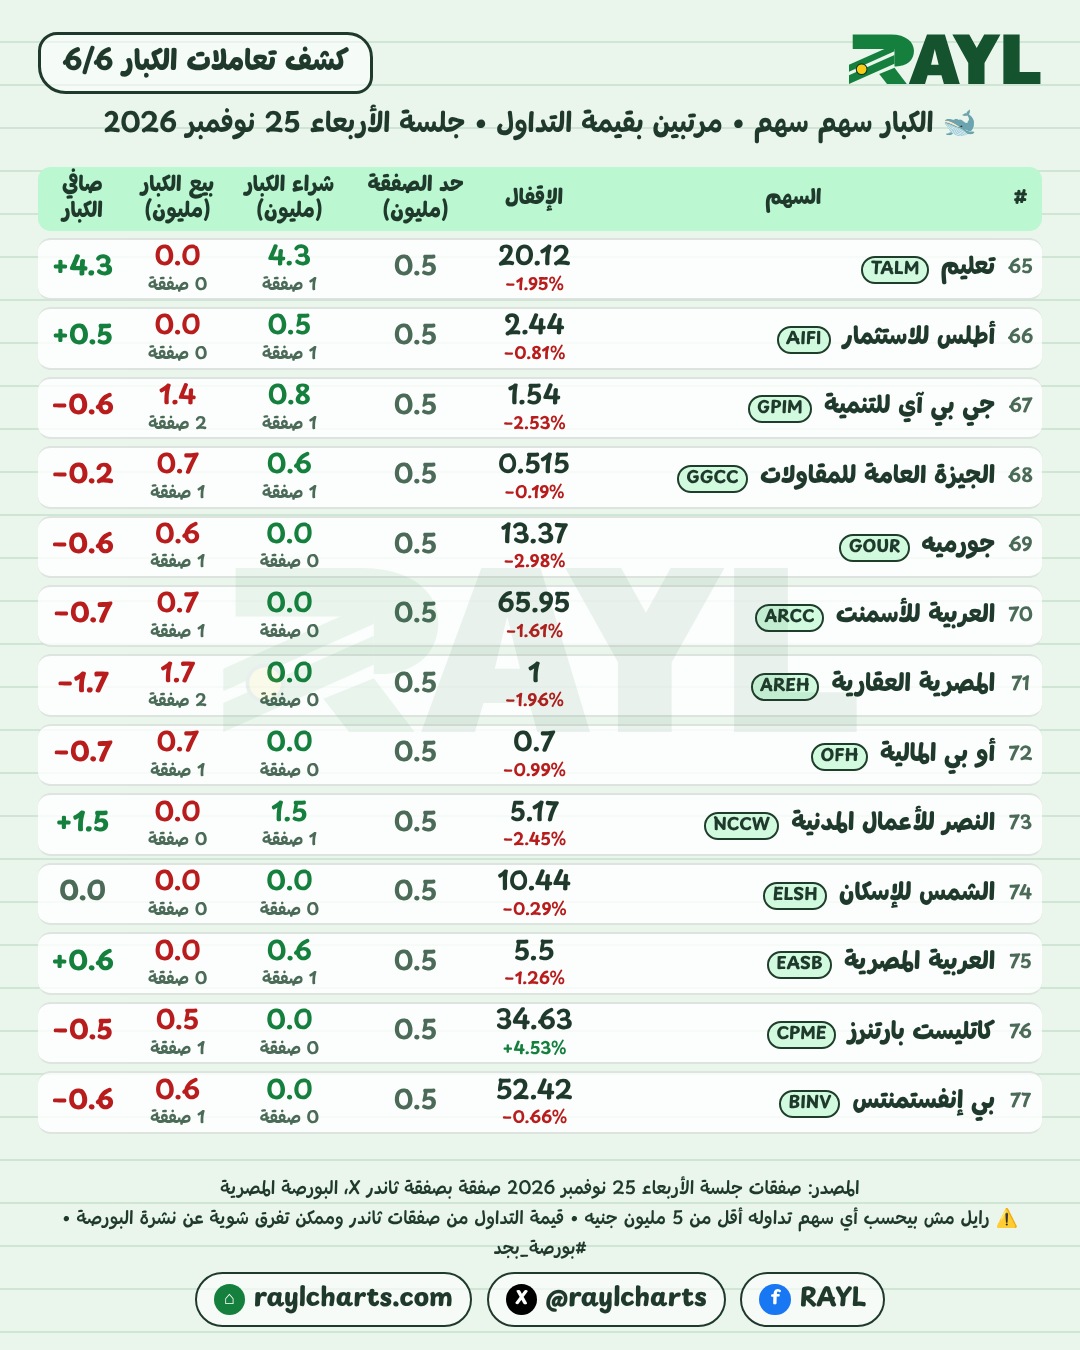 RAYL
كشف تعاملات الكبار 6/6
🐋 الكبار سهم سهم • مرتبين بقيمة التداول • جلسة الأربعاء 25 نوفمبر 2026
# السهم الإقفال حد الصفقة (مليون) شراء الكبار (مليون) بيع الكبار (مليون) صافي الكبار
65 تعليم TALM 20.12 0.5 4.3 0.0 +4.3
−1.95% 1 صفقة 0 صفقة
66 أطلس للاستثمار AIFI 2.44 0.5 0.5 0.0 +0.5
−0.81% 1 صفقة 0 صفقة
67 جي بي آي للتنمية GPIM 1.54 0.5 0.8 1.4 −0.6
−2.53% 1 صفقة 2 صفقة
68 الجيزة العامة للمقاولات GGCC 0.515 0.5 0.6 0.7 −0.2
−0.19% 1 صفقة 1 صفقة
69 جورميه GOUR 13.37 0.5 0.0 0.6 −0.6
−2.98% 0 صفقة 1 صفقة
70 العربية للأسمنت ARCC 65.95 0.5 0.0 0.7 −0.7
−1.61% 0 صفقة 1 صفقة
71 المصرية العقارية AREH 1 0.5 0.0 1.7 −1.7
−1.96% 0 صفقة 2 صفقة
72 أو بي المالية OFH 0.7 0.5 0.0 0.7 −0.7
−0.99% 0 صفقة 1 صفقة
73 النصر للأعمال المدنية NCCW 5.17 0.5 1.5 0.0 +1.5
−2.45% 1 صفقة 0 صفقة
74 الشمس للإسكان ELSH 10.44 0.5 0.0 0.0 0.0
−0.29% 0 صفقة 0 صفقة
75 العربية المصرية EASB 5.5 0.5 0.6 0.0 +0.6
−1.26% 1 صفقة 0 صفقة
76 كاتليست بارتنرز CPME 34.63 0.5 0.0 0.5 −0.5
+4.53% 0 صفقة 1 صفقة
77 بي إنفستمنتس BINV 52.42 0.5 0.0 0.6 −0.6
−0.66% 0 صفقة 1 صفقة
المصدر: صفقات جلسة الأربعاء 25 نوفمبر 2026 صفقة بصفقة ثاندر X، البورصة المصرية
⚠️ رايل مش بيحسب أي سهم تداوله أقل من 5 مليون جنيه • قيمة التداول من صفقات ثاندر وممكن تفرق شوية عن نشرة البورصة •
#بورصة_بجد
RAYL @raylcharts raylcharts.com